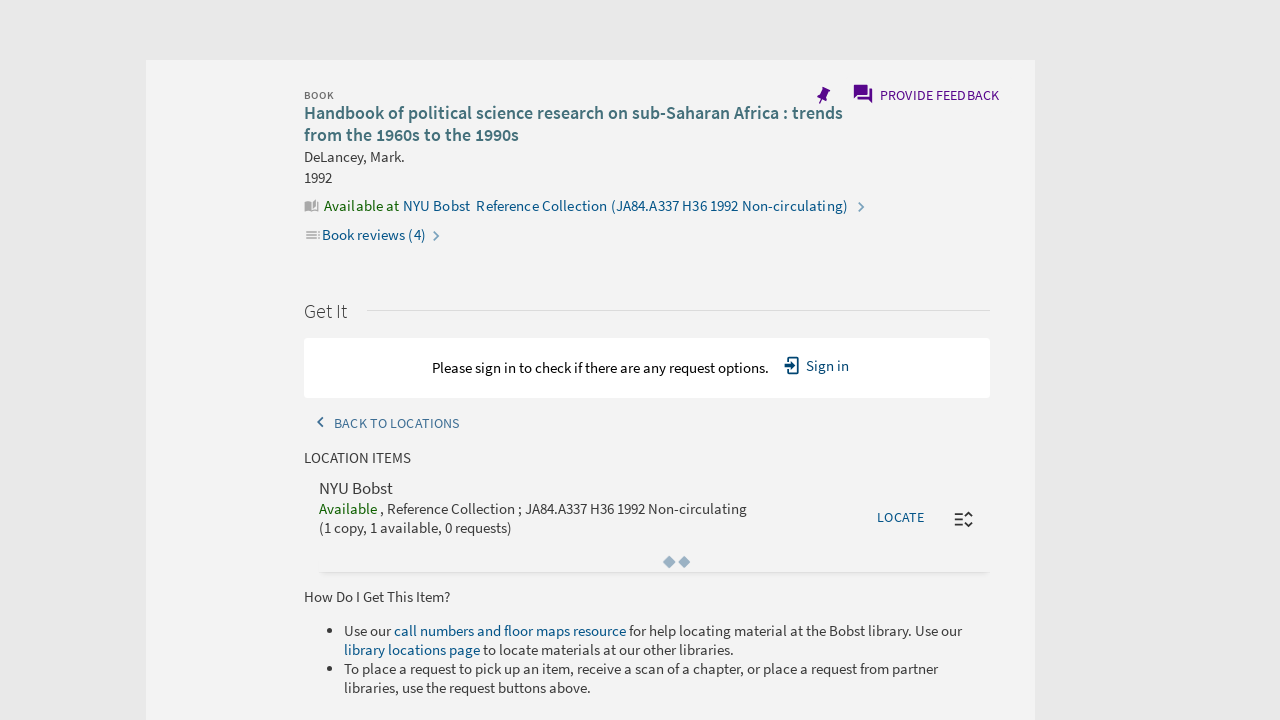 BOOK
PROVIDE FEEDBACK
Handbook of political science research on sub-Saharan Africa : trends
from the 1960s to the 1990s
DeLancey, Mark.
1992
Available at NYU Bobst Reference Collection (JA84.A337 H36 1992 Non-circulating)
Book reviews (4)
Get It
Please sign in to check if there are any request options. Sign in
BACK TO LOCATIONS
LOCATION ITEMS
NYU Bobst
Available , Reference Collection ; JA84.A337 H36 1992 Non-circulating
(1 copy, 1 available, 0 requests)
LOCATE
How Do I Get This Item?
Use our call numbers and floor maps resource for help locating material at the Bobst library. Use our
library locations page to locate materials at our other libraries.
To place a request to pick up an item, receive a scan of a chapter, or place a request from partner
libraries, use the request buttons above.